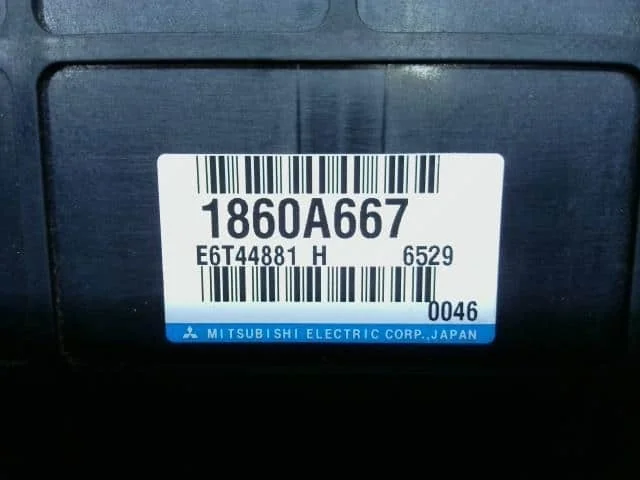 1860A667
E6T44881 H 6529
0046
MITSUBISHI ELECTRIC CORP.,JAPAN